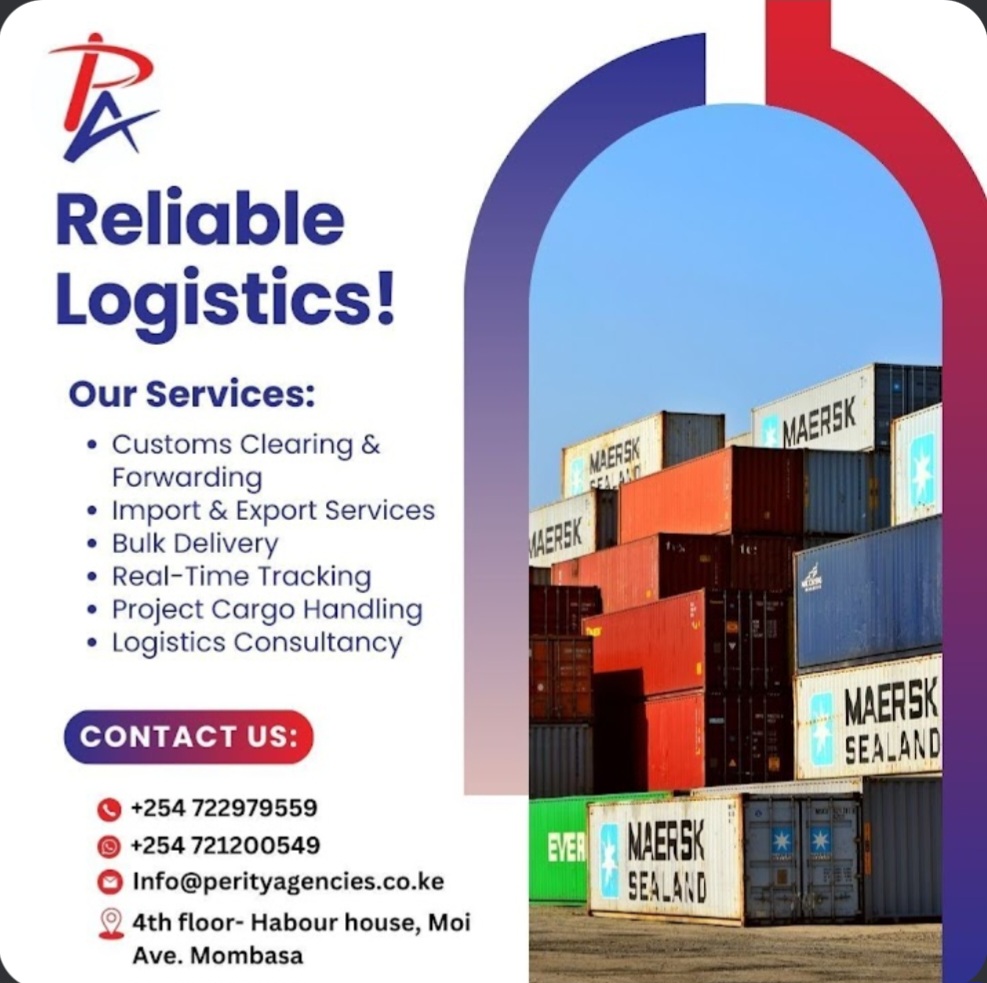 PA
Reliable
Logistics!
Our Services:
• Customs Clearing &
Forwarding
• Import & Export Services
• Bulk Delivery
• Real-Time Tracking
• Project Cargo Handling
• Logistics Consultancy
CONTACT US:
+254 722979559
+254 721200549
Info@perityagencies.co.ke
4th floor- Habour house, Moi
Ave. Mombasa
MAERSK
MAERSK
SEALAND
MAERSK
MAERSK
SEALAND
EVER
MAERSK
SEALAND